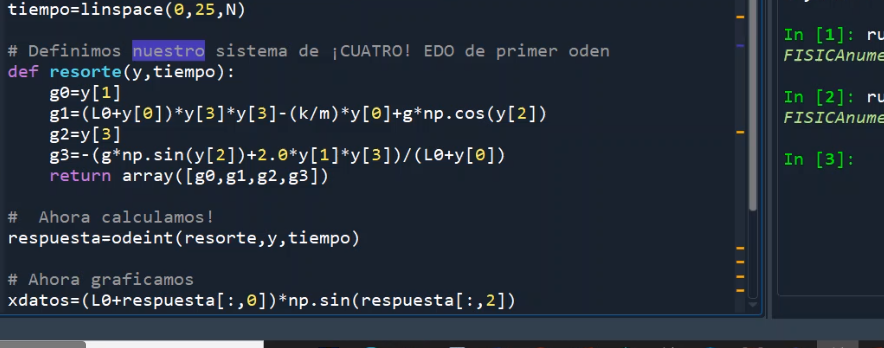 tiempo=linspace(0,25,N)
# Definimos nuestro sistema de ¡CUATRO! EDO de primer oden
def resorte(y,tiempo):
g0=y[1]
g1=(L0+y[0])*y[3]*y[3]-(k/m)*y[0]+g*np.cos(y[2])
g2=y[3]
g3=-(g*np.sin(y[2])+2.0*y[1]*y[3])/(L0+y[0])
return array([g0,g1,g2,g3])
# Ahora calculamos!
respuesta=odeint(resorte,y,tiempo)
# Ahora graficamos
xdatos=(L0+respuesta[:,0])*np.sin(respuesta[:,2])
In [1]: ru
FISICAnume
In [2]: ru
FISICAnume
In [3]: